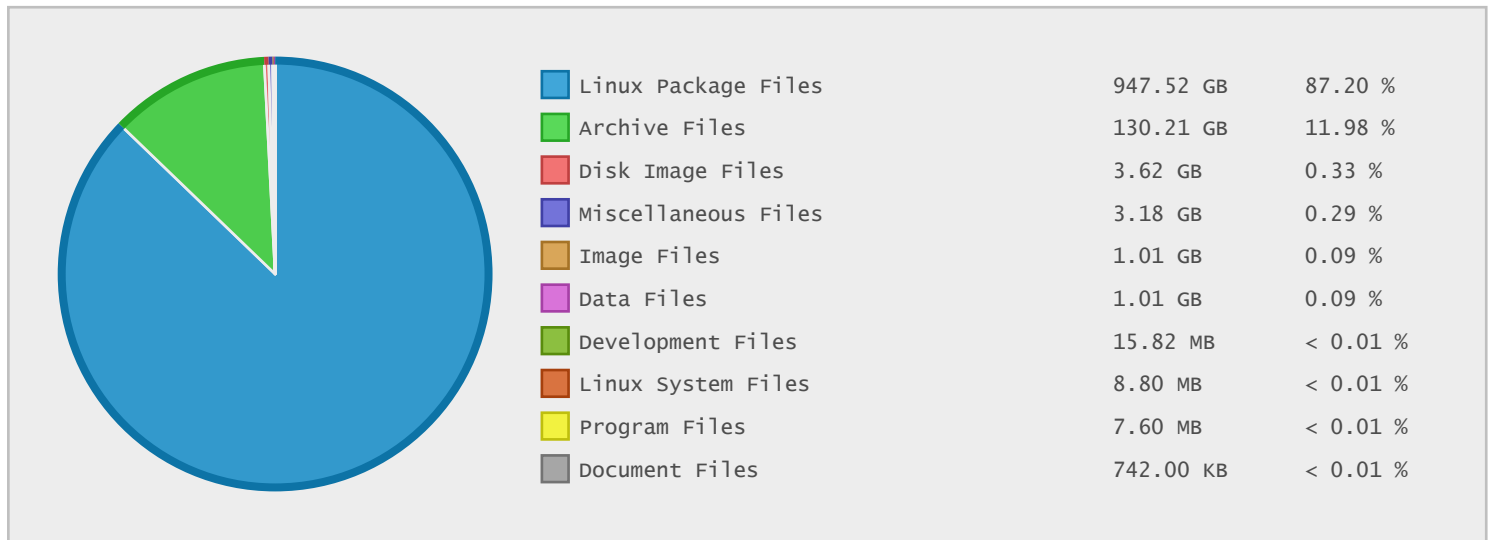 Linux Package Files 947.52 GB 87.20 %
Archive Files 130.21 GB 11.98 %
Disk Image Files 3.62 GB 0.33 %
Miscellaneous Files 3.18 GB 0.29 %
Image Files 1.01 GB 0.09 %
Data Files 1.01 GB 0.09 %
Development Files 15.82 MB < 0.01 %
Linux System Files 8.80 MB < 0.01 %
Program Files 7.60 MB < 0.01 %
Document Files 742.00 KB < 0.01 %